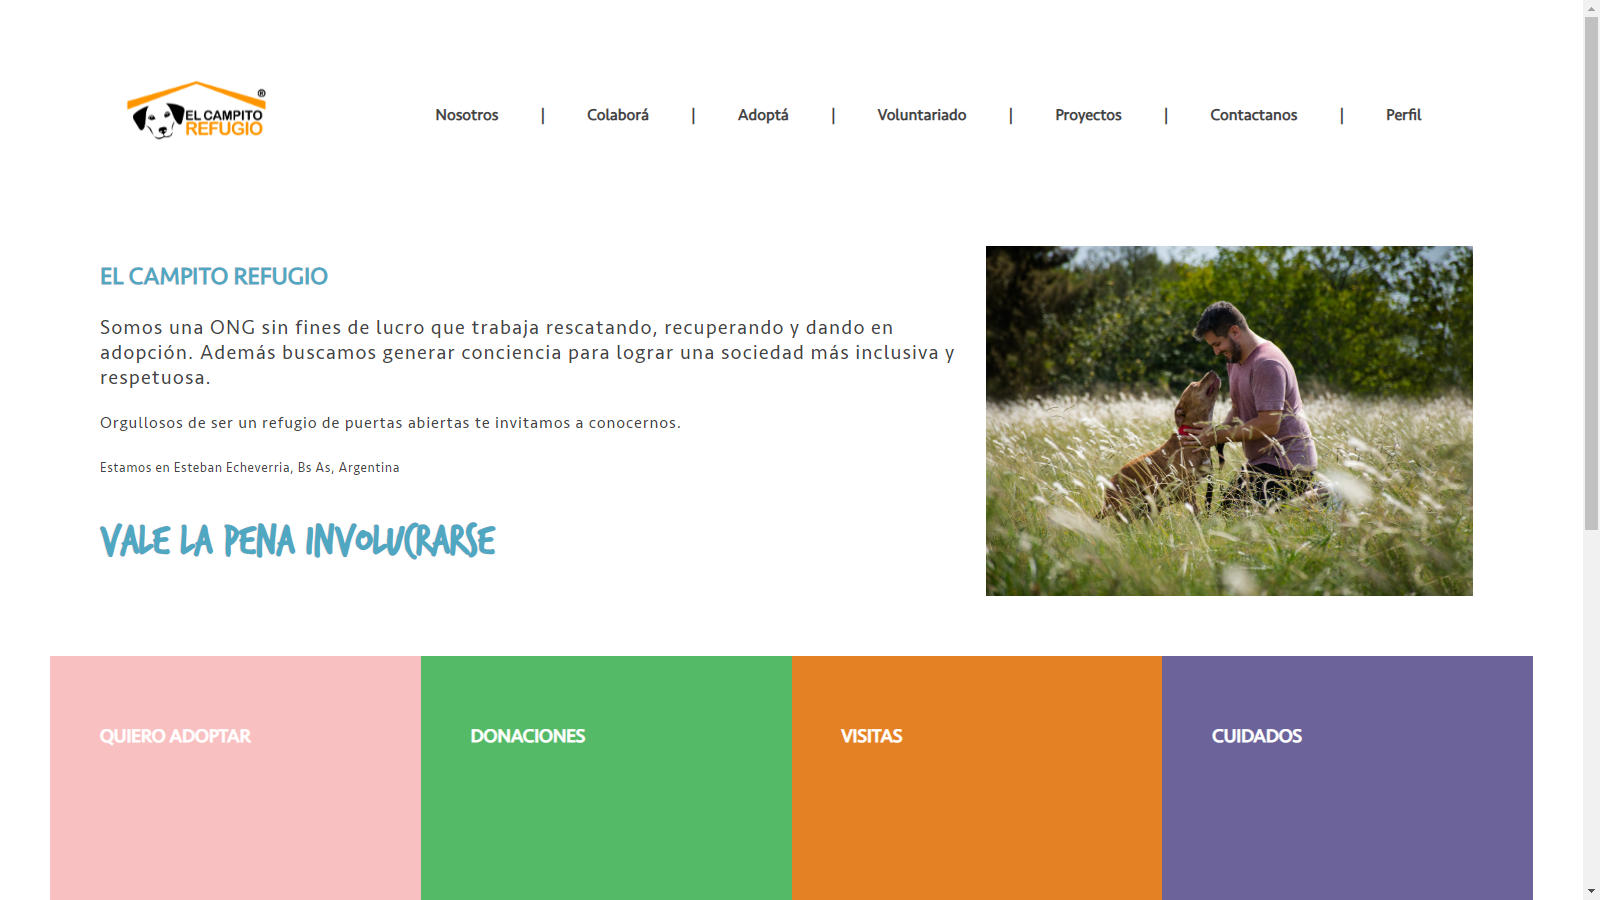 EL CAMPITO
REFUGIO
®
Nosotros | Colaborá | Adoptá | Voluntariado | Proyectos | Contactanos | Perfil
EL CAMPITO REFUGIO
Somos una ONG sin fines de lucro que trabaja rescatando, recuperando y dando en
adopción. Además buscamos generar conciencia para lograr una sociedad más inclusiva y
respetuosa.
Orgullosos de ser un refugio de puertas abiertas te invitamos a conocernos.
Estamos en Esteban Echeverria, Bs As, Argentina
VALE LA PENA INVOLUCRARSE
QUIERO ADOPTAR
DONACIONES
VISITAS
CUIDADOS